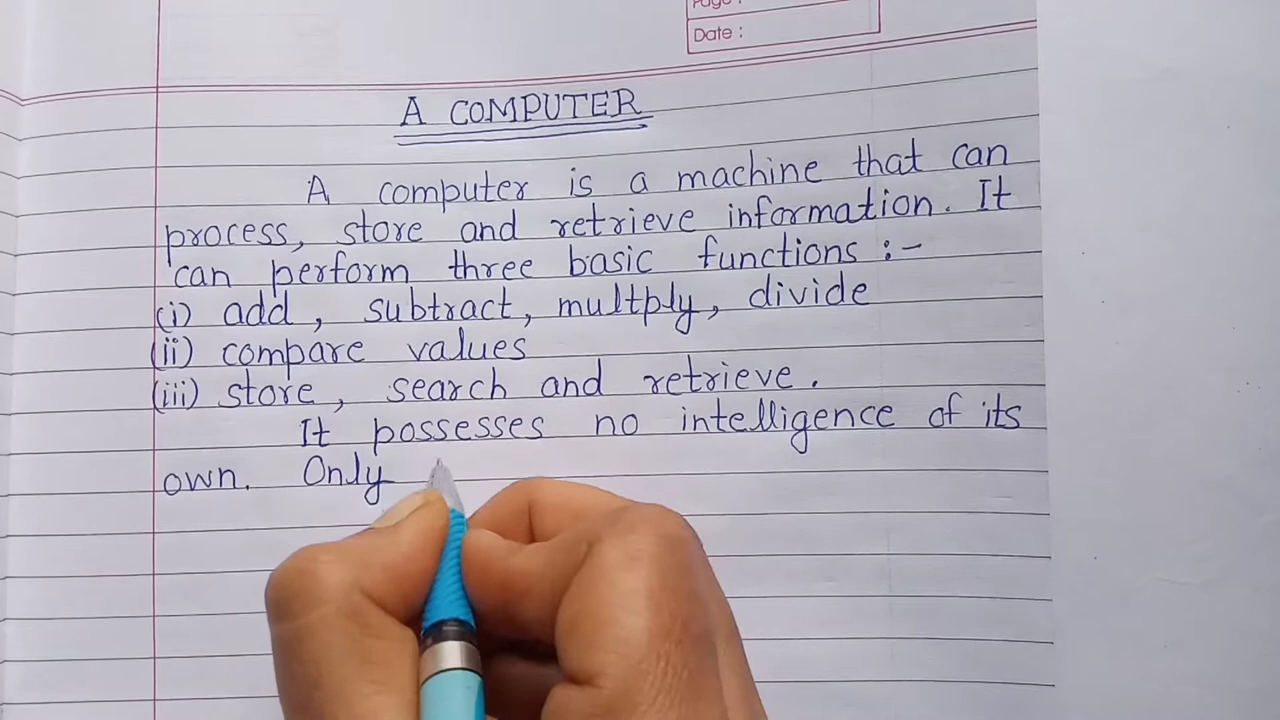 Page :
Date :
A COMPUTER
A computer is a machine that can
process, store and retrieve information. It
can perform three basic functions :-
(i) add, subtract, multply, divide
(ii) compare values
(iii) store, search and retrieve.
It possesses no intelligence of its
own. Only